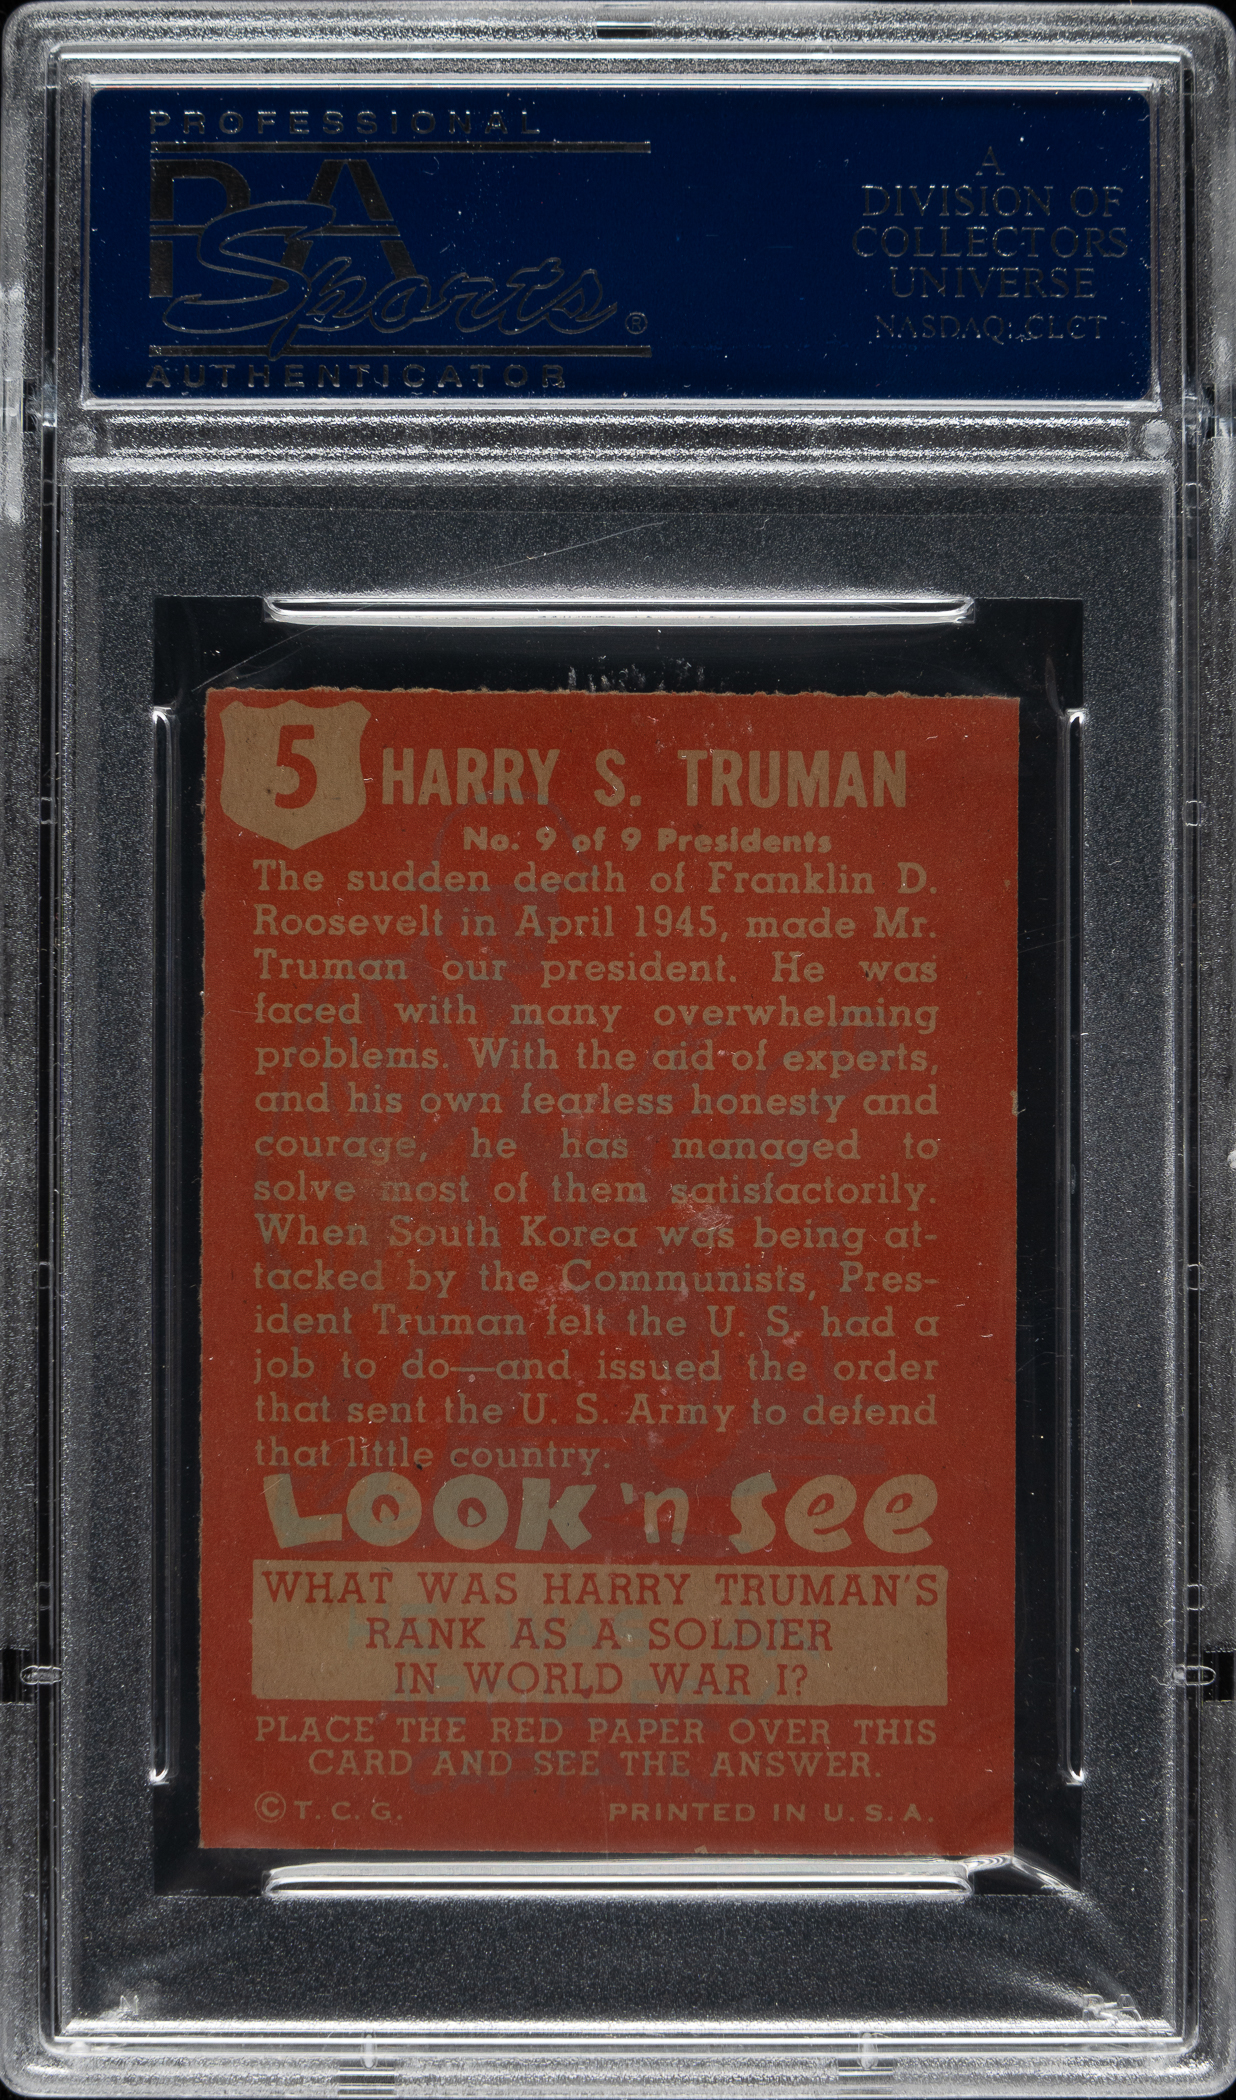 PROFESSIONAL
PSA
Sports ®
AUTHENTICATOR
A
DIVISION OF
COLLECTORS
UNIVERSE
NASDAQ: CLCT
5
HARRY S. TRUMAN
No. 9 of 9 Presidents
The sudden death of Franklin D.
Roosevelt in April 1945, made Mr.
Truman our president. He was
faced with many overwhelming
problems. With the aid of experts,
and his own fearless honesty and
courage, he has managed to
solve most of them satisfactorily.
When South Korea was being at-
tacked by the Communists, Pres-
ident Truman felt the U. S. had a
job to do—and issued the order
that sent the U. S. Army to defend
that little country.
LOOK 'n See
WHAT WAS HARRY TRUMAN'S
RANK AS A SOLDIER
IN WORLD WAR I?
PLACE THE RED PAPER OVER THIS
CARD AND SEE THE ANSWER.
© T. C. G. PRINTED IN U. S. A.